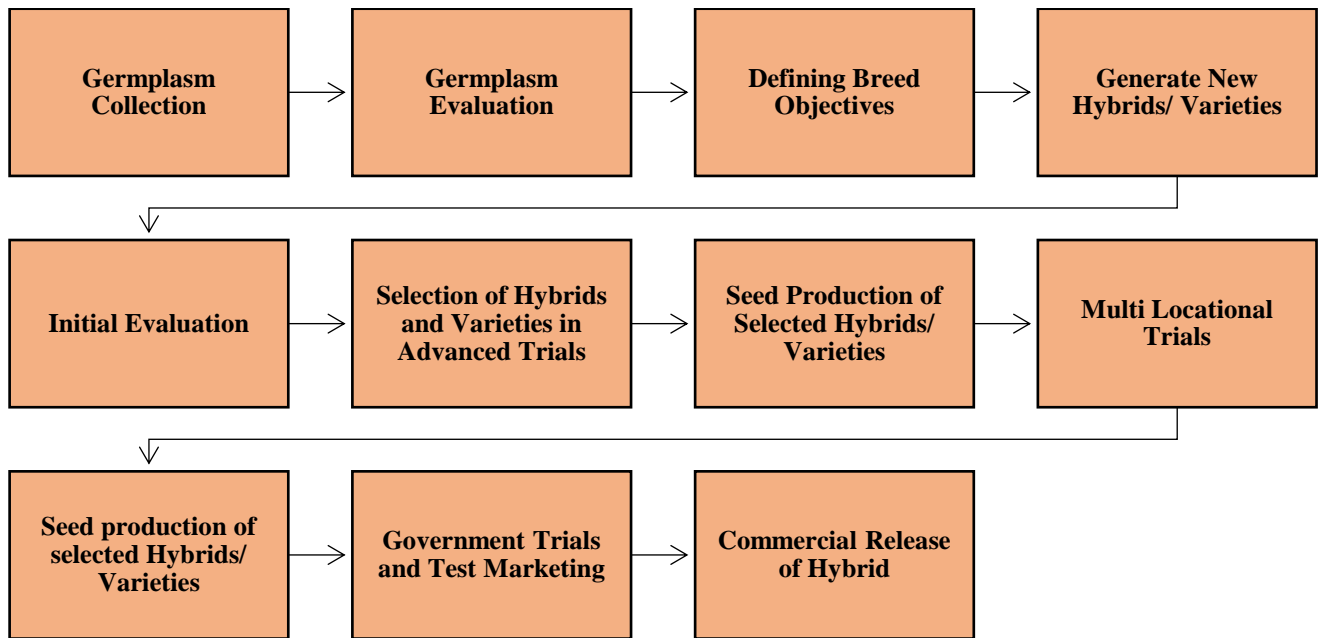 Germplasm
Collection
Germplasm
Evaluation
Defining Breed
Objectives
Generate New
Hybrids/ Varieties
Initial Evaluation
Selection of Hybrids
and Varieties in
Advanced Trials
Seed Production of
Selected Hybrids/
Varieties
Multi Locational
Trials
Seed production of
selected Hybrids/
Varieties
Government Trials
and Test Marketing
Commercial Release
of Hybrid